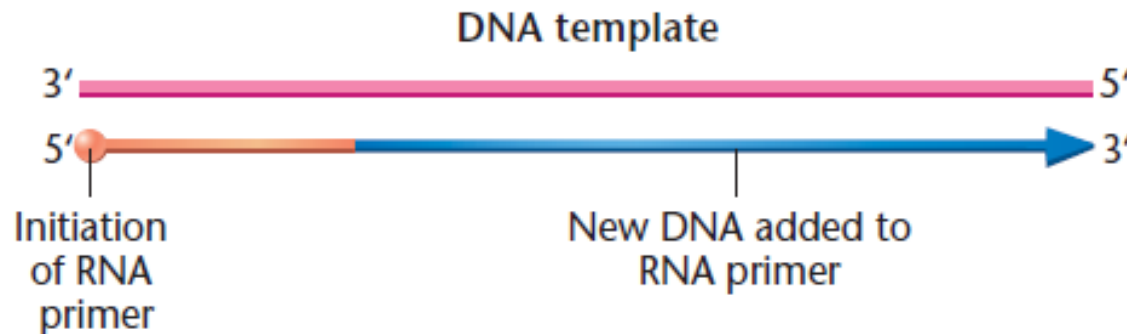 DNA template
3′ 5′
5′ 3′
Initiation
of RNA
primer
New DNA added to
RNA primer